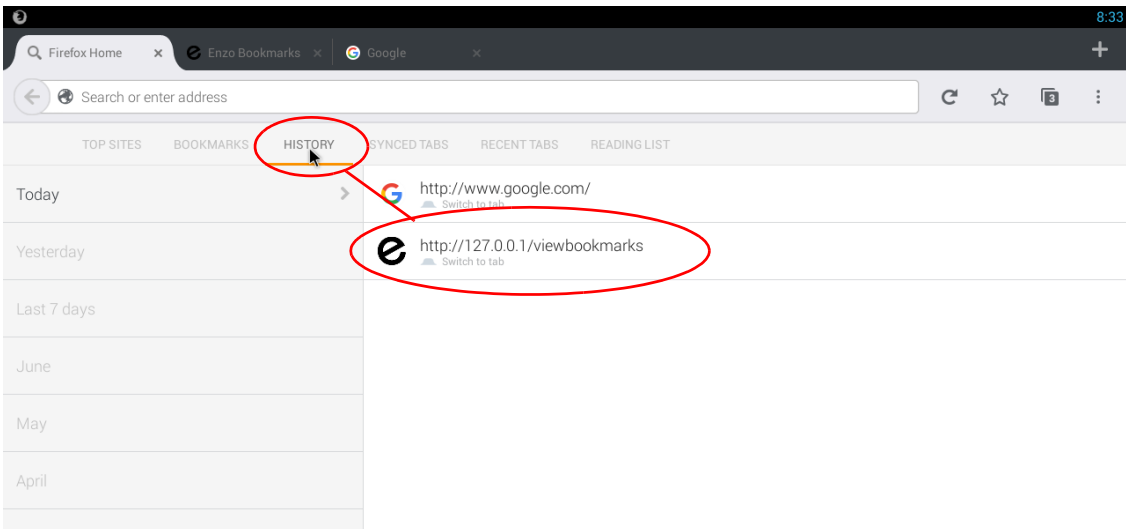 8:33
Firefox Home
Enzo Bookmarks
Google
Search or enter address
3
TOP SITES BOOKMARKS HISTORY SYNCED TABS RECENT TABS READING LIST
Today
http://www.google.com/
Switch to tab
Yesterday
http://127.0.0.1/viewbookmarks
Switch to tab
Last 7 days
June
May
April